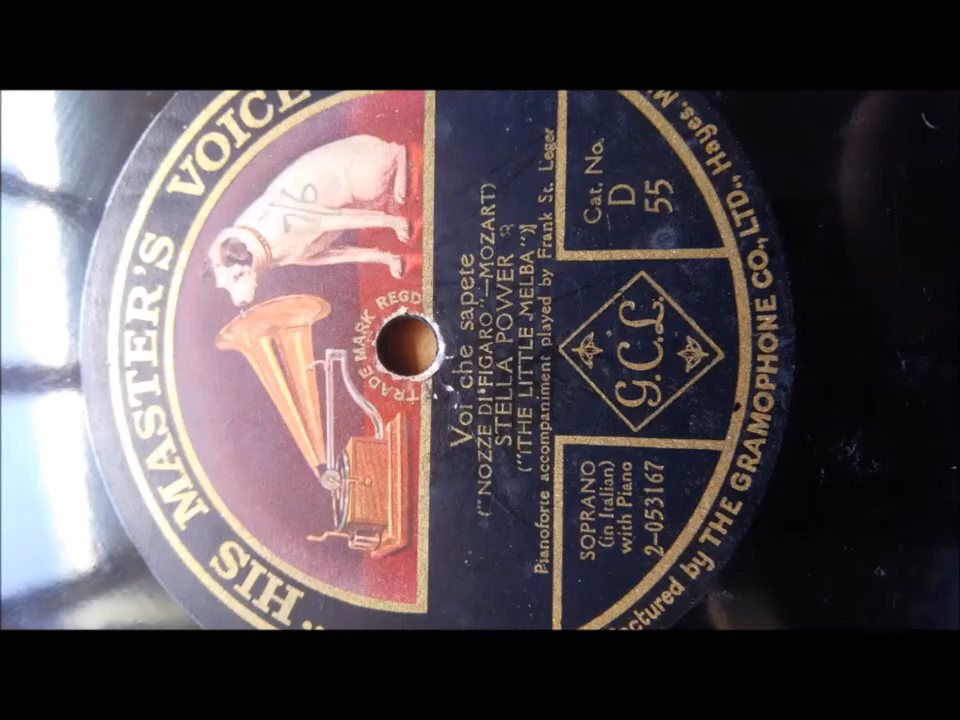 HIS MASTER'S VOICE
76
TRADE MARK REGD
Voi che sapete
("NOZZE DI FIGARO"—MOZART)
STELLA POWER
("(THE LITTLE MELBA")]
Pianoforte accompaniment played by Frank St. Leger
SOPRANO
(in Italian)
with Piano
2-053167
G.C.L.
Cat. No.
D
55
by THE GRAMOPHONE CO., LTD., Hayes.